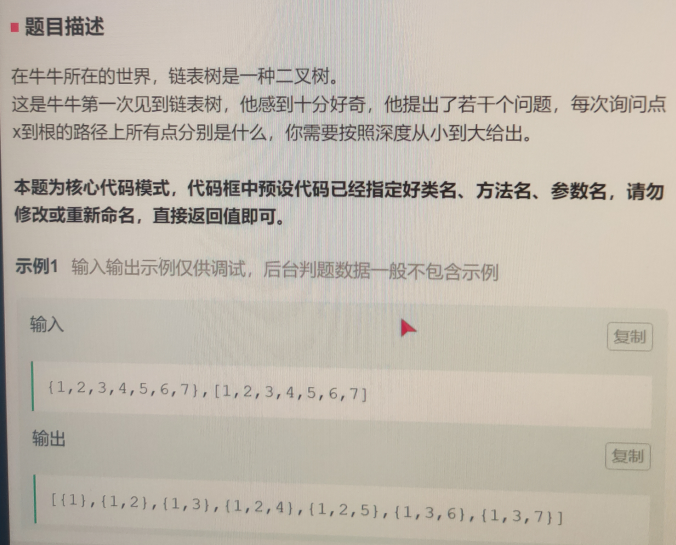 题目描述
在牛牛所在的世界，链表树是一种二叉树。
这是牛牛第一次见到链表树，他感到十分好奇，他提出了若干个问题，每次询问点
x到根的路径上所有点分别是什么，你需要按照深度从小到大给出。
本题为核心代码模式，代码框中预设代码已经指定好类名、方法名、参数名，请勿
修改或重新命名，直接返回值即可。
示例1 输入输出示例仅供调试，后台判题数据一般不包含示例
输入
复制
{1,2,3,4,5,6,7},[1,2,3,4,5,6,7]
输出
复制
[{1},{1,2},{1,3},{1,2,4},{1,2,5},{1,3,6},{1,3,7}]